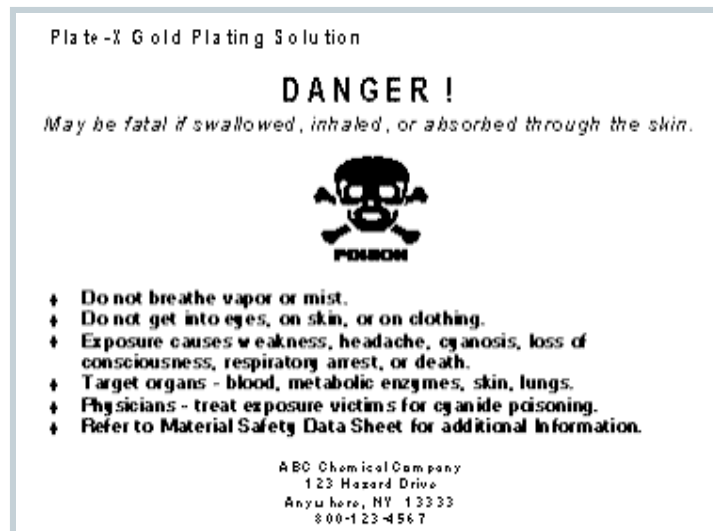 Plate-X Gold Plating Solution
DANGER !
May be fatal if swallowed, inhaled, or absorbed through the skin.
POISON
♦ Do not breathe vapor or mist.
♦ Do not get into eyes, on skin, or on clothing.
♦ Exposure causes weakness, headache, cyanosis, loss of
consciousness, respiratory arrest, or death.
♦ Target organs - blood, metabolic enzymes, skin, lungs.
♦ Physicians - treat exposure victims for cyanide poisoning.
♦ Refer to Material Safety Data Sheet for additional Information.
ABC Chemical Company
123 Hazard Drive
Anywhere, NY 13333
800-123-4567